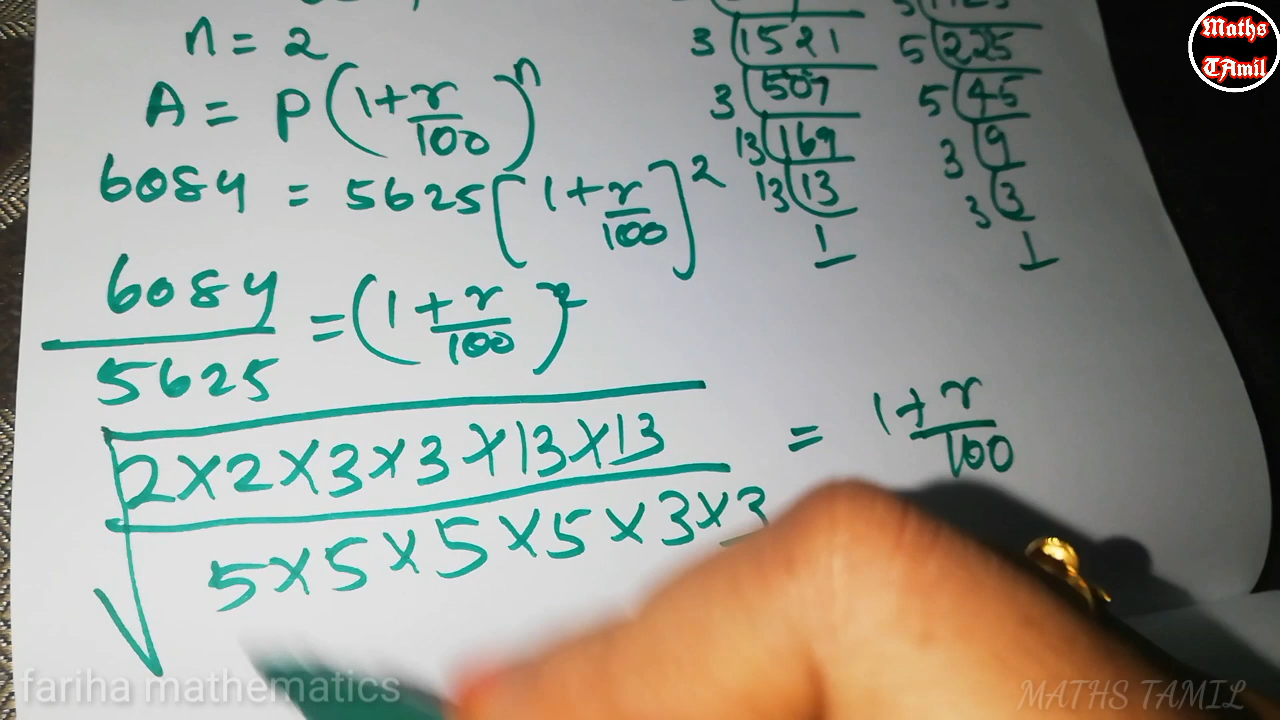 n = 2
A = P(1+r/100)^n
6084 = 5625[1+r/100]^2
6084/5625 = (1+r/100)^2
√(2×2×3×3×13×13 / 5×5×5×5×3×3) = 1+r/100
3 1521
3 507
13 169
13 13
1
5 225
5 45
3 9
3 3
1
Maths
TAmil
fariha mathematics
MATHS TAMIL